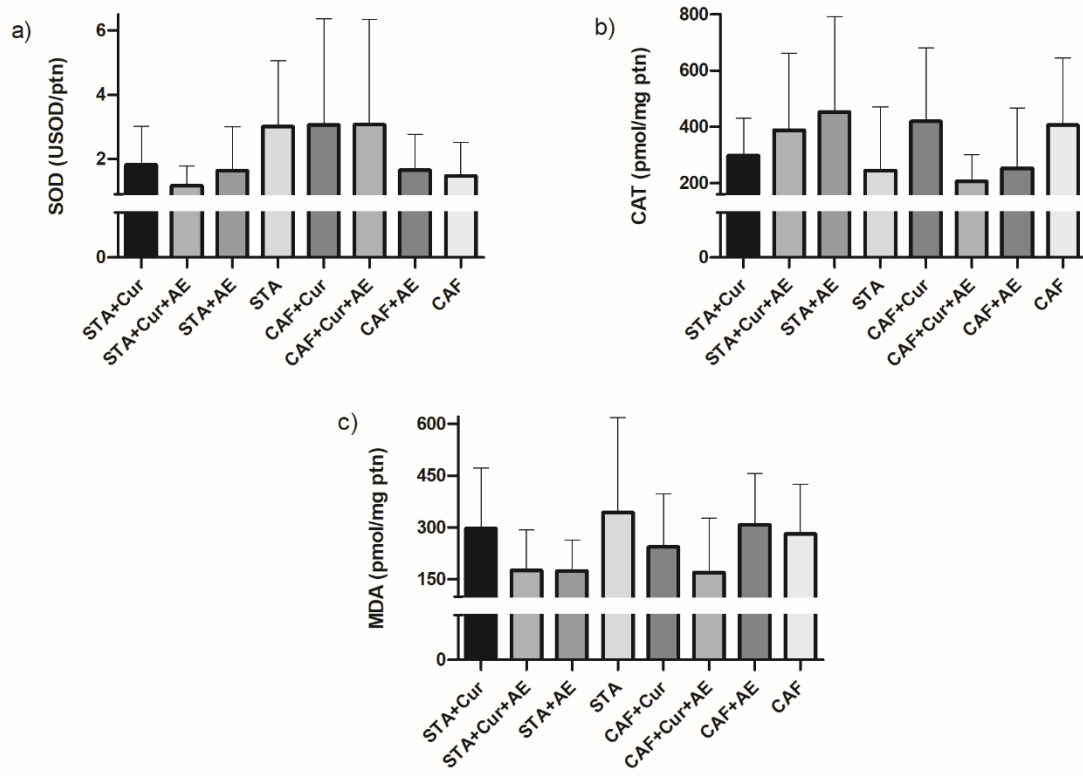 a)
SOD (USOD/ptn)
6
4
2
0
STA+Cur
STA+Cur+AE
STA+AE
STA
CAF+Cur
CAF+Cur+AE
CAF+AE
CAF
b)
CAT (pmol/mg ptn)
800
600
400
200
0
STA+Cur
STA+Cur+AE
STA+AE
STA
CAF+Cur
CAF+Cur+AE
CAF+AE
CAF
c)
MDA (pmol/mg ptn)
600
450
300
150
0
STA+Cur
STA+Cur+AE
STA+AE
STA
CAF+Cur
CAF+Cur+AE
CAF+AE
CAF